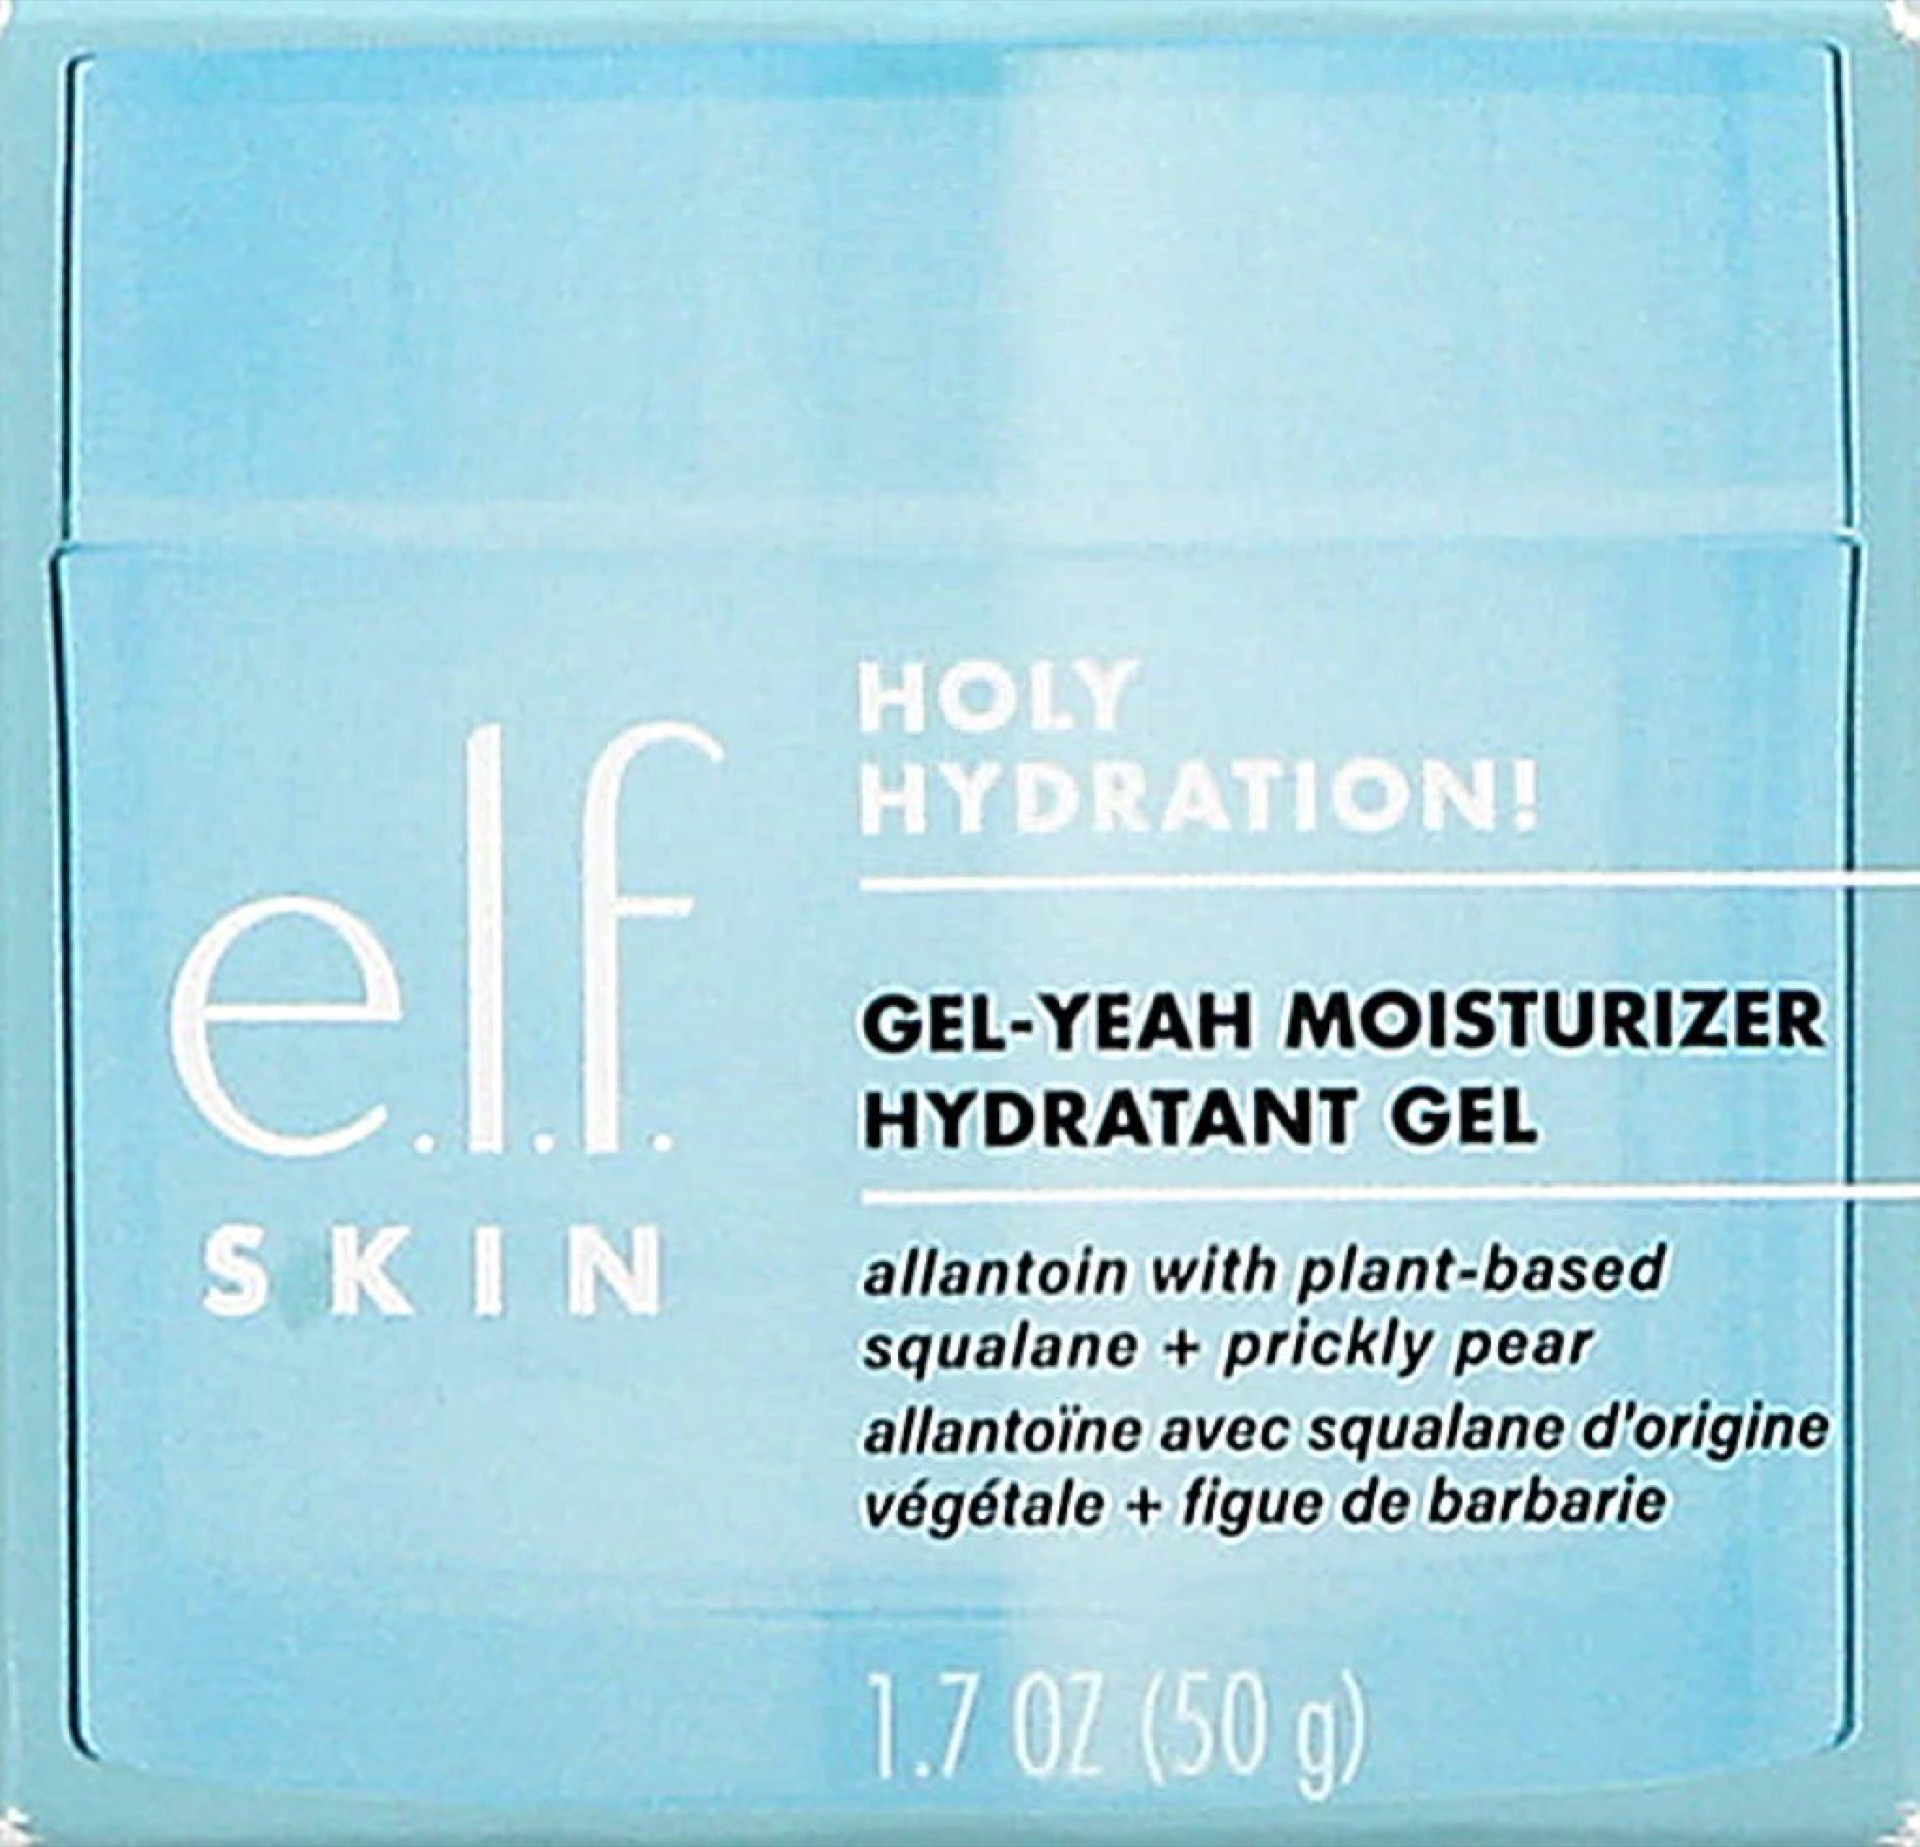 e.l.f.
SKIN
HOLY
HYDRATION!
GEL-YEAH MOISTURIZER
HYDRATANT GEL
allantoin with plant-based
squalane + prickly pear
allantoïne avec squalane d'origine
végétale + figue de barbarie
1.7 OZ (50 g)